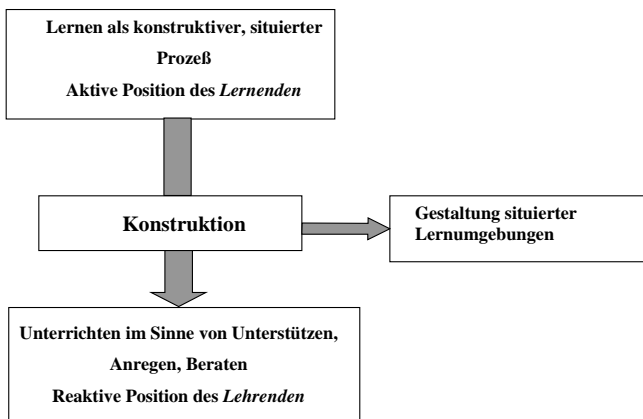 Lernen als konstruktiver, situierter
Prozeß
Aktive Position des Lernenden
Konstruktion
Gestaltung situierter
Lernumgebungen
Unterrichten im Sinne von Unterstützen,
Anregen, Beraten
Reaktive Position des Lehrenden